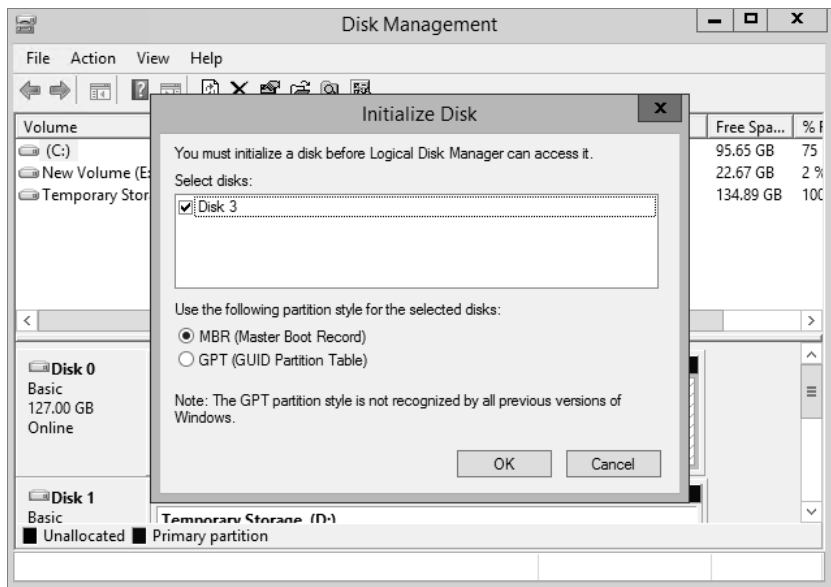 Disk Management
File Action View Help
Initialize Disk
Volume
Free Spa...
(C:)
95.65 GB 75
New Volume (E:
22.67 GB 2 %
Temporary Stor
134.89 GB 100
You must initialize a disk before Logical Disk Manager can access it.
Select disks:
Disk 3
Use the following partition style for the selected disks:
MBR (Master Boot Record)
GPT (GUID Partition Table)
Note: The GPT partition style is not recognized by all previous versions of
Windows.
OK Cancel
Disk 0
Basic
127.00 GB
Online
Disk 1
Basic
Temporary Storage (D:)
Unallocated Primary partition